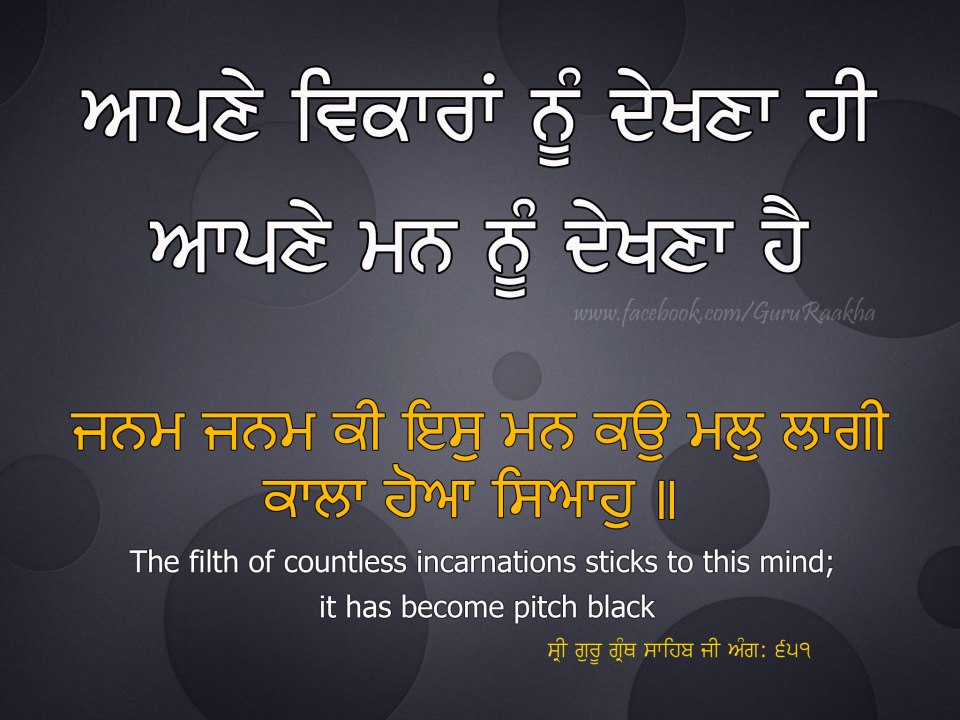 ਆਪਣੇ ਵਿਕਾਰਾਂ ਨੂੰ ਦੇਖਣਾ ਹੀ
ਆਪਣੇ ਮਨ ਨੂੰ ਦੇਖਣਾ ਹੈ
www.facebook.com/GuruRaakha
ਜਨਮ ਜਨਮ ਕੀ ਇਸੁ ਮਨ ਕਉ ਮਲੁ ਲਾਗੀ
ਕਾਲਾ ਹੋਆ ਸਿਆਹੁ ॥
The filth of countless incarnations sticks to this mind;
it has become pitch black
ਸ੍ਰੀ ਗੁਰੂ ਗ੍ਰੰਥ ਸਾਹਿਬ ਜੀ ਅੰਗ: ੬੫੧